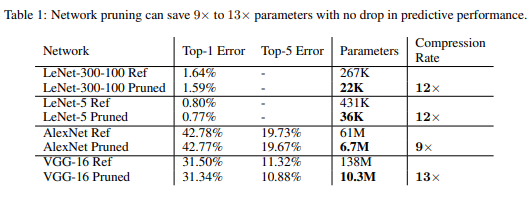 Table 1: Network pruning can save 9× to 13× parameters with no drop in predictive performance.
Network Top-1 Error Top-5 Error Parameters Compression Rate
LeNet-300-100 Ref 1.64% - 267K
LeNet-300-100 Pruned 1.59% - 22K 12×
LeNet-5 Ref 0.80% - 431K
LeNet-5 Pruned 0.77% - 36K 12×
AlexNet Ref 42.78% 19.73% 61M
AlexNet Pruned 42.77% 19.67% 6.7M 9×
VGG-16 Ref 31.50% 11.32% 138M
VGG-16 Pruned 31.34% 10.88% 10.3M 13×